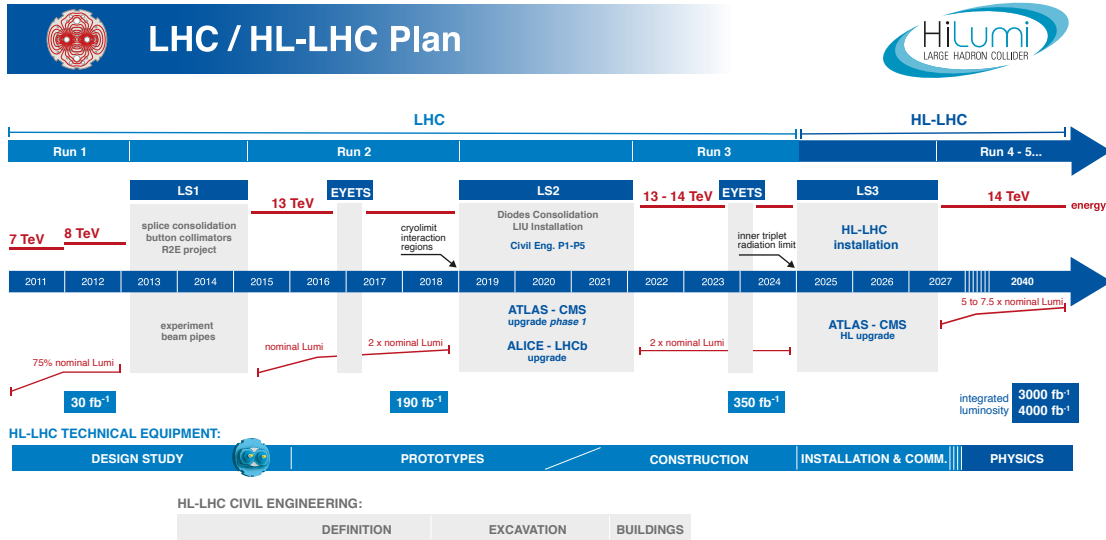 LHC / HL-LHC Plan
HiLumi
LARGE HADRON COLLIDER
LHC
HL-LHC
Run 1
Run 2
Run 3
Run 4 - 5...
LS1
EYETS
LS2
EYETS
LS3
13 TeV
13 - 14 TeV
14 TeV
energy
7 TeV
8 TeV
splice consolidation
button collimators
R2E project
cryolimit
interaction
regions
Diodes Consolidation
LIU Installation
Civil Eng. P1-P5
inner triplet
radiation limit
HL-LHC
installation
2011 2012 2013 2014 2015 2016 2017 2018 2019 2020 2021 2022 2023 2024 2025 2026 2027 2040
5 to 7.5 x nominal Lumi
experiment
beam pipes
ATLAS - CMS
upgrade phase 1
ALICE - LHCb
upgrade
ATLAS - CMS
HL upgrade
75% nominal Lumi
nominal Lumi
2 x nominal Lumi
2 x nominal Lumi
30 fb-1
190 fb-1
350 fb-1
integrated
luminosity
3000 fb-1
4000 fb-1
HL-LHC TECHNICAL EQUIPMENT:
DESIGN STUDY
PROTOTYPES
CONSTRUCTION
INSTALLATION & COMM.
PHYSICS
HL-LHC CIVIL ENGINEERING:
DEFINITION
EXCAVATION
BUILDINGS